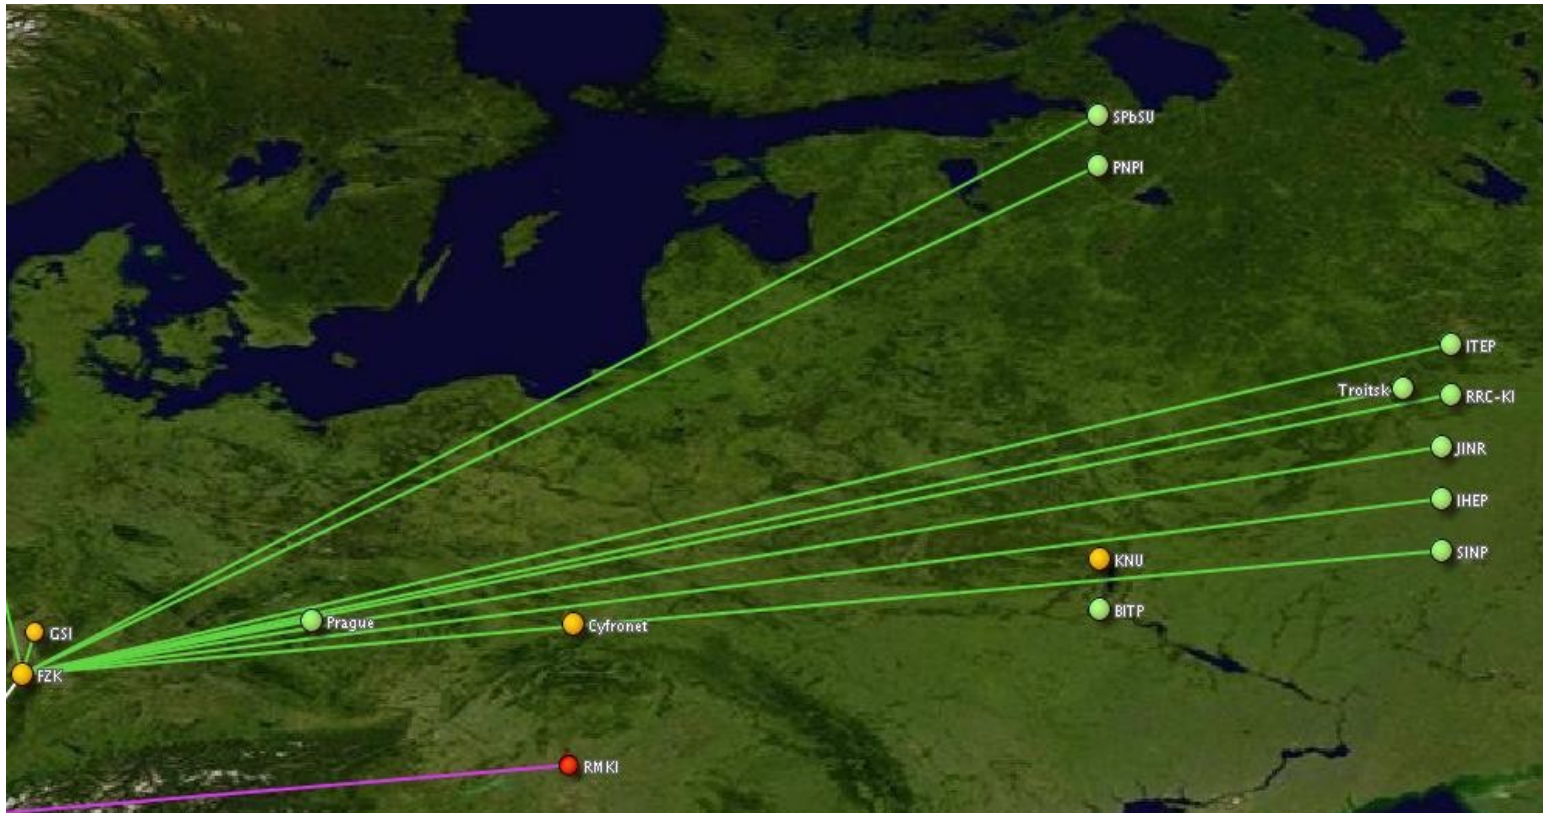 SPbSU
PNPI
ITEP
Troitsk
RRC-KI
JINR
IHEP
SINP
KNU
BITP
Prague
Cyfronet
GSI
FZK
RMKI